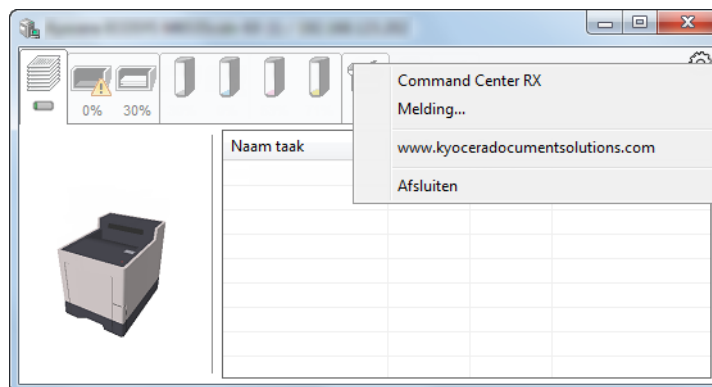 0%
30%
Naam taak
Command Center RX
Melding...
www.kyoceradocumentsolutions.com
Afsluiten